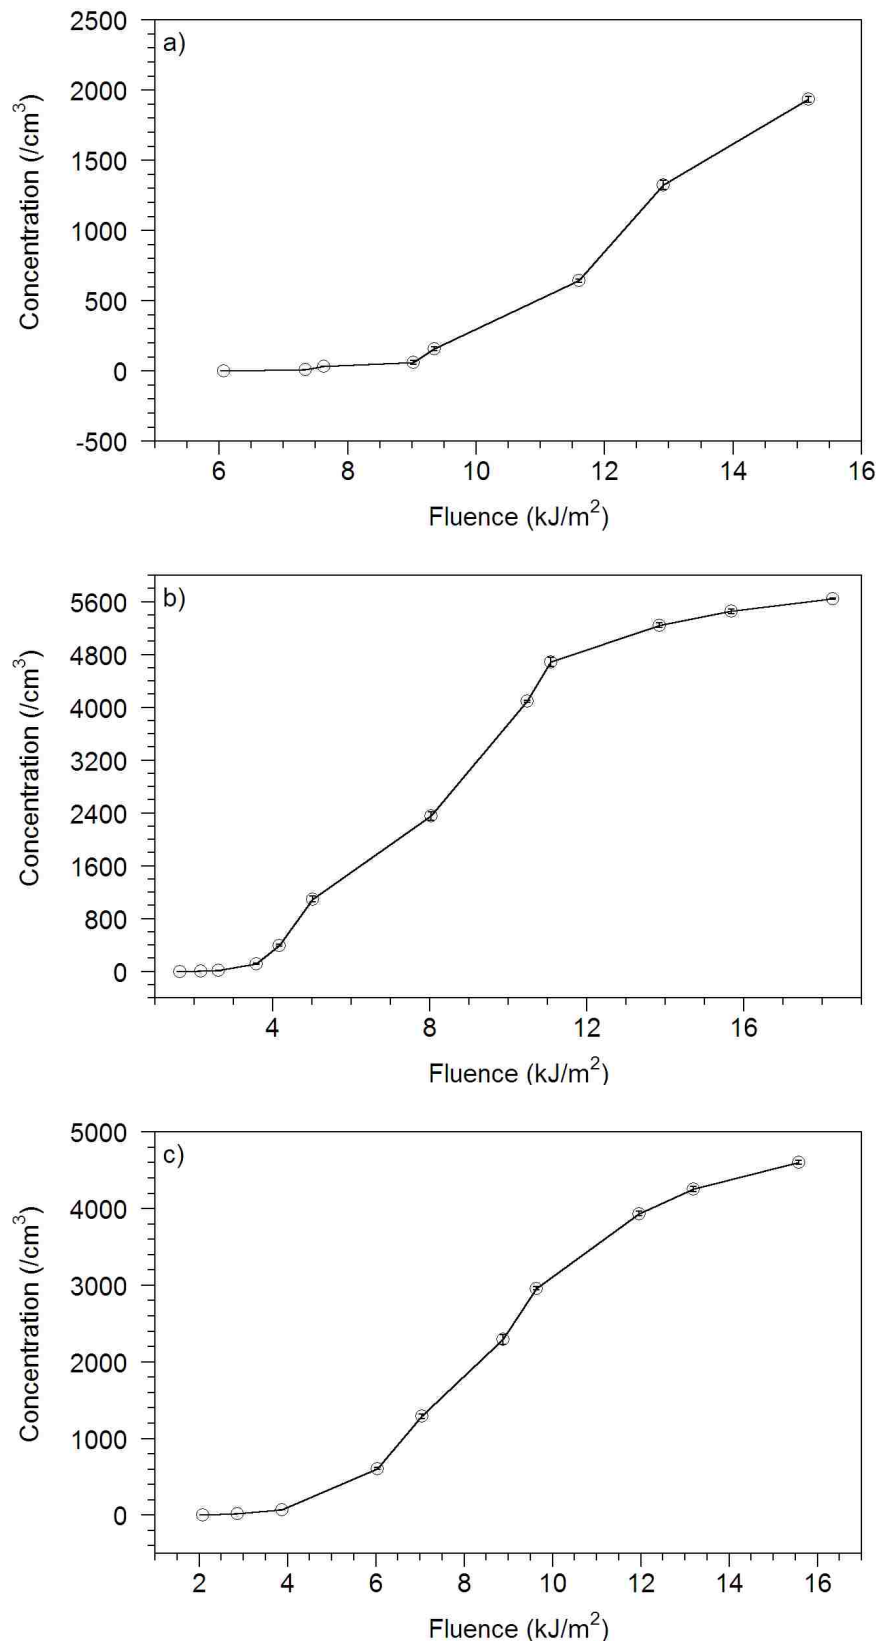 a)
2500
2000
1500
1000
500
0
-500
Concentration (/cm³)
6 8 10 12 14 16
Fluence (kJ/m²)
b)
5600
4800
4000
3200
2400
1600
800
0
Concentration (/cm³)
4 8 12 16
Fluence (kJ/m²)
c)
5000
4000
3000
2000
1000
0
Concentration (/cm³)
2 4 6 8 10 12 14 16
Fluence (kJ/m²)